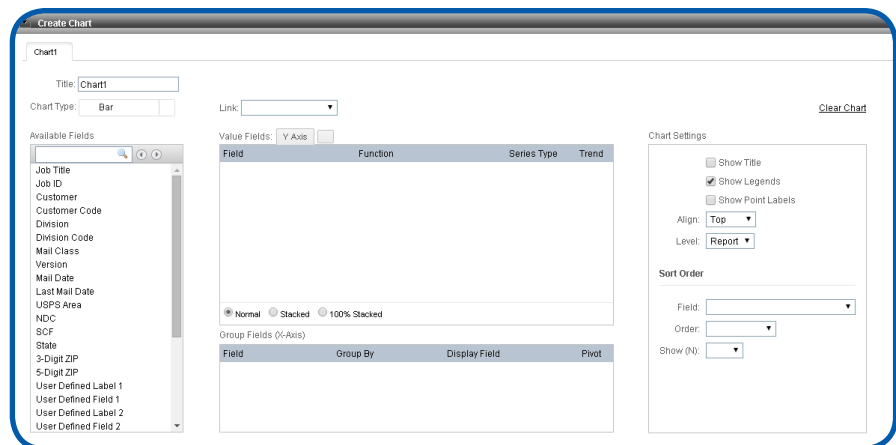 Create Chart
Chart1
Title: Chart1
Chart Type: Bar
Link:
Clear Chart
Available Fields
Job Title
Job ID
Customer
Customer Code
Division
Division Code
Mail Class
Version
Mail Date
Last Mail Date
USPS Area
NDC
SCF
State
3-Digit ZIP
5-Digit ZIP
User Defined Label 1
User Defined Field 1
User Defined Label 2
User Defined Field 2
Value Fields: Y Axis
Field Function Series Type Trend
Normal Stacked 100% Stacked
Group Fields (X-Axis)
Field Group By Display Field Pivot
Chart Settings
Show Title
Show Legends
Show Point Labels
Align: Top
Level: Report
Sort Order
Field:
Order:
Show (N):